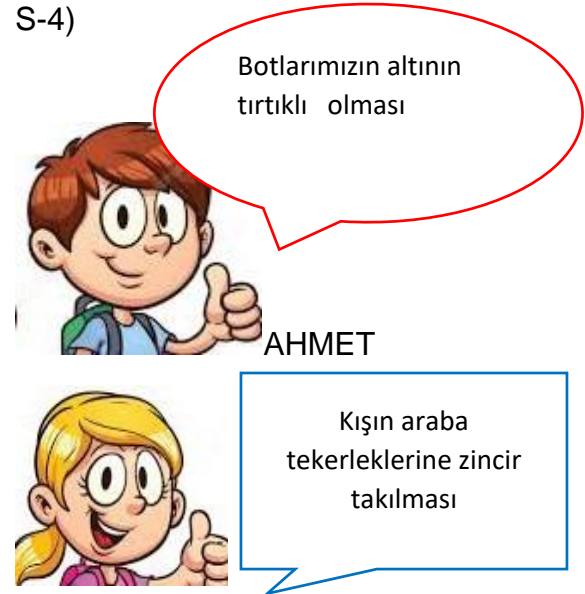 S-4)
Botlarımızın altının
tırtıklı olması
AHMET
Kışın araba
tekerleklerine zincir
takılması